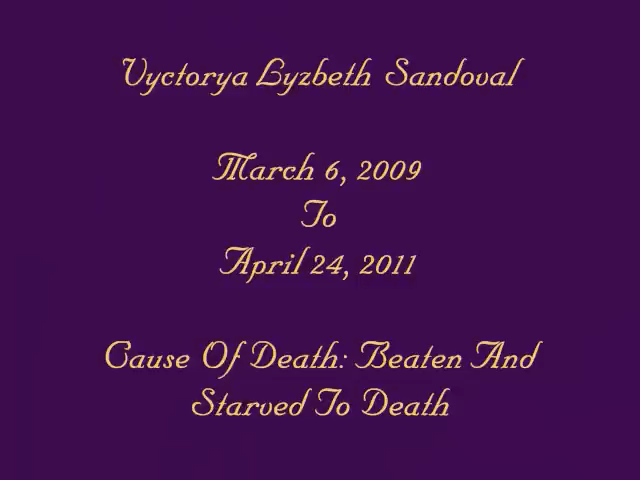 Vyctorya Lyzbeth Sandoval
March 6, 2009
To
April 24, 2011
Cause Of Death: Beaten And
Starved To Death